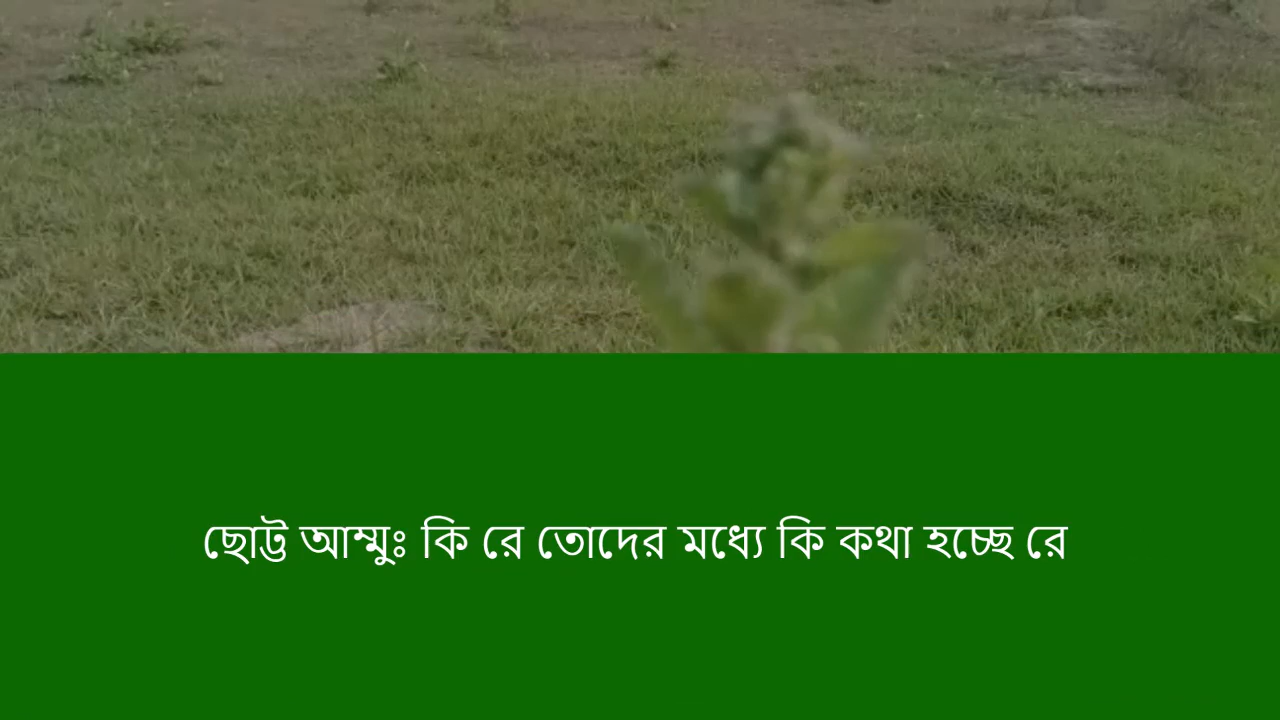 ছোট্ট আম্মুঃ কি রে তোদের মধ্যে কি কথা হচ্ছে রে